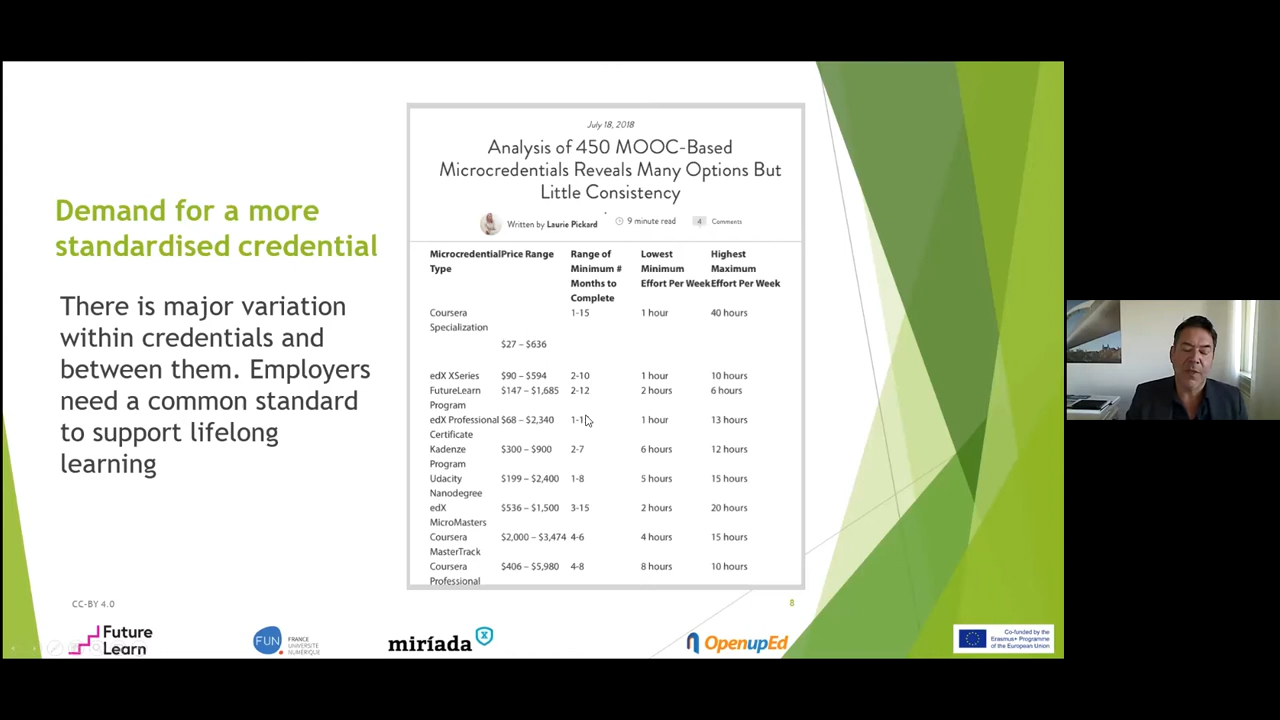 Demand for a more
standardised credential
There is major variation
within credentials and
between them. Employers
need a common standard
to support lifelong
learning
July 18, 2018
Analysis of 450 MOOC-Based
Microcredentials Reveals Many Options But
Little Consistency
Written by Laurie Pickard 9 minute read 4 Comments
Microcredential Price Range Range of Lowest Highest
Type Minimum # Minimum Maximum
Months to Effort Per Week Effort Per Week
Complete
Coursera 1-15 1 hour 40 hours
Specialization
$27 – $636
edX XSeries $90 – $594 2-10 1 hour 10 hours
FutureLearn $147 – $1,685 2-12 2 hours 6 hours
Program
edX Professional $68 – $2,340 1 hour 13 hours
Certificate
Kadenze $300 – $900 2-7 6 hours 12 hours
Program
Udacity $199 – $2,400 1-8 5 hours 15 hours
Nanodegree
edX $536 – $1,500 3-15 2 hours 20 hours
MicroMasters
Coursera $2,000 – $3,474 4-6 4 hours 15 hours
MasterTrack
Coursera $406 – $5,980 4-8 8 hours 10 hours
Professional
CC-BY 4.0
8
Future
Learn
FUN FRANCE
UNIVERSITÉ
NUMÉRIQUE
miríada x
OpenupEd
Co-funded by the
Erasmus+ Programme
of the European Union